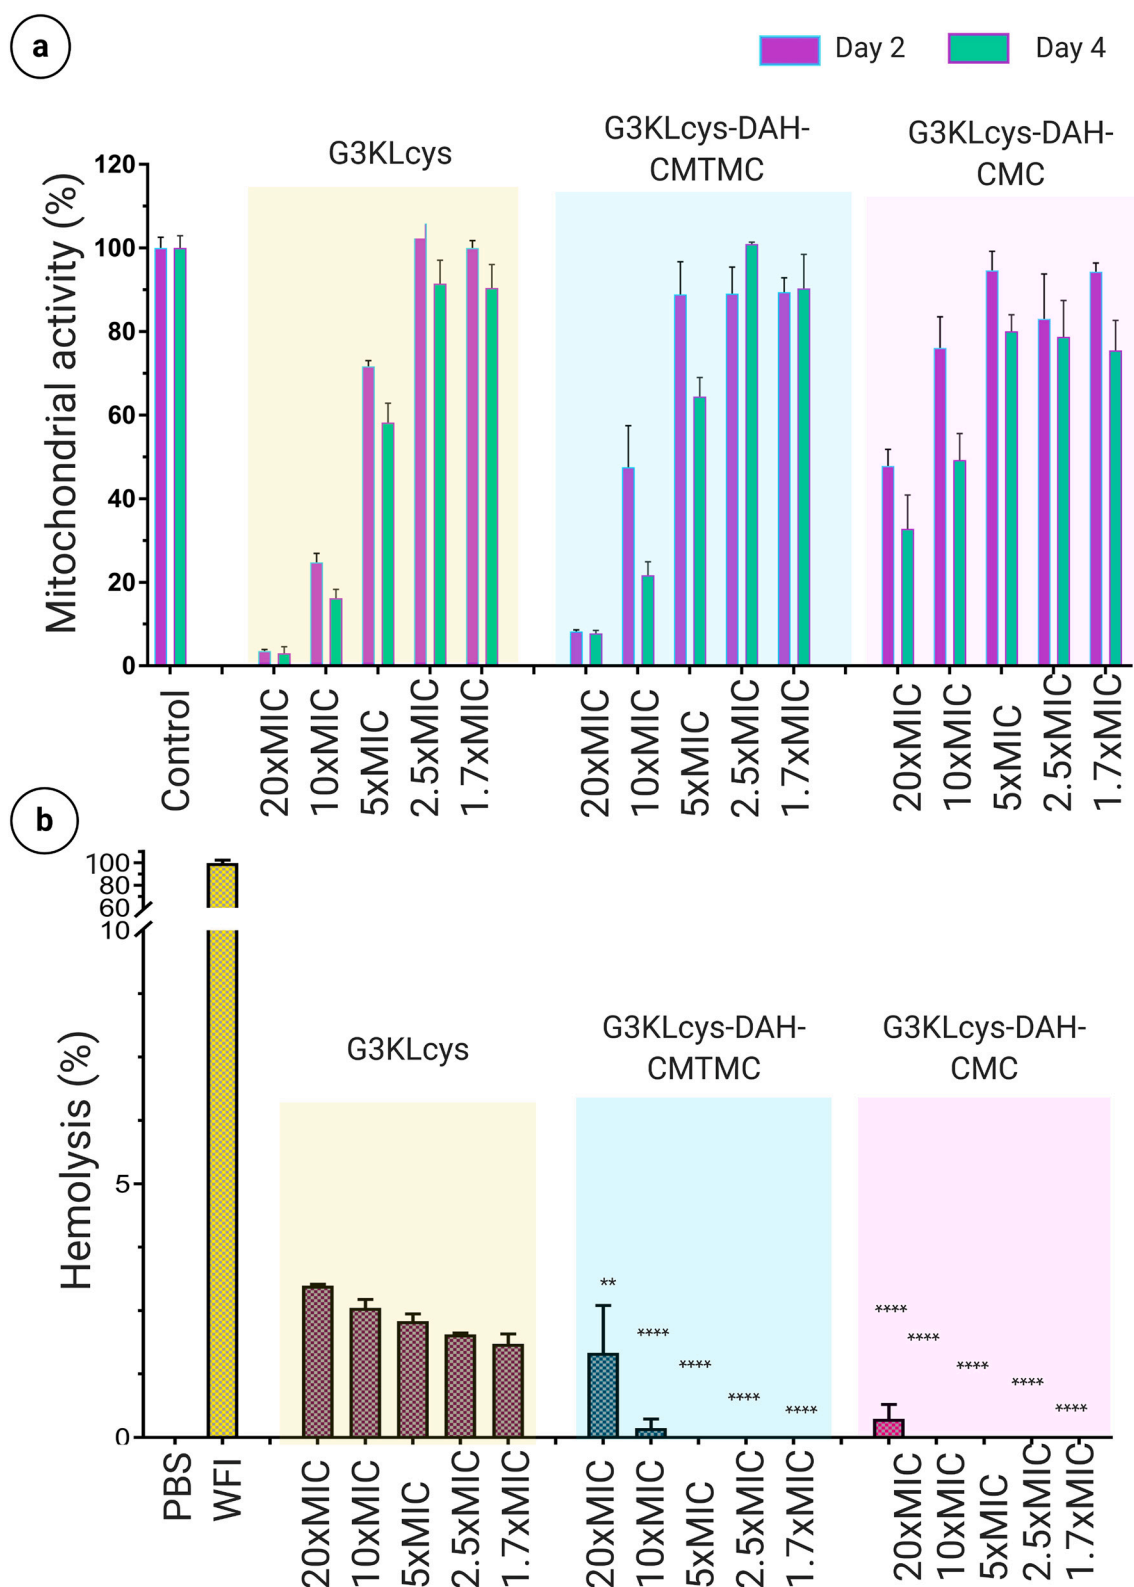 a
Day 2 Day 4
G3KLcys
G3KLcys-DAH-
CMTMC
G3KLcys-DAH-
CMC
Mitochondrial activity (%)
120
100
80
60
40
20
0
Control
20xMIC
10xMIC
5xMIC
2.5xMIC
1.7xMIC
20xMIC
10xMIC
5xMIC
2.5xMIC
1.7xMIC
20xMIC
10xMIC
5xMIC
2.5xMIC
1.7xMIC
b
Hemolysis (%)
100
80
60
10
5
0
G3KLcys
G3KLcys-DAH-
CMTMC
G3KLcys-DAH-
CMC
**
****
****
****
****
****
****
****
****
****
PBS
WFI
20xMIC
10xMIC
5xMIC
2.5xMIC
1.7xMIC
20xMIC
10xMIC
5xMIC
2.5xMIC
1.7xMIC
20xMIC
10xMIC
5xMIC
2.5xMIC
1.7xMIC